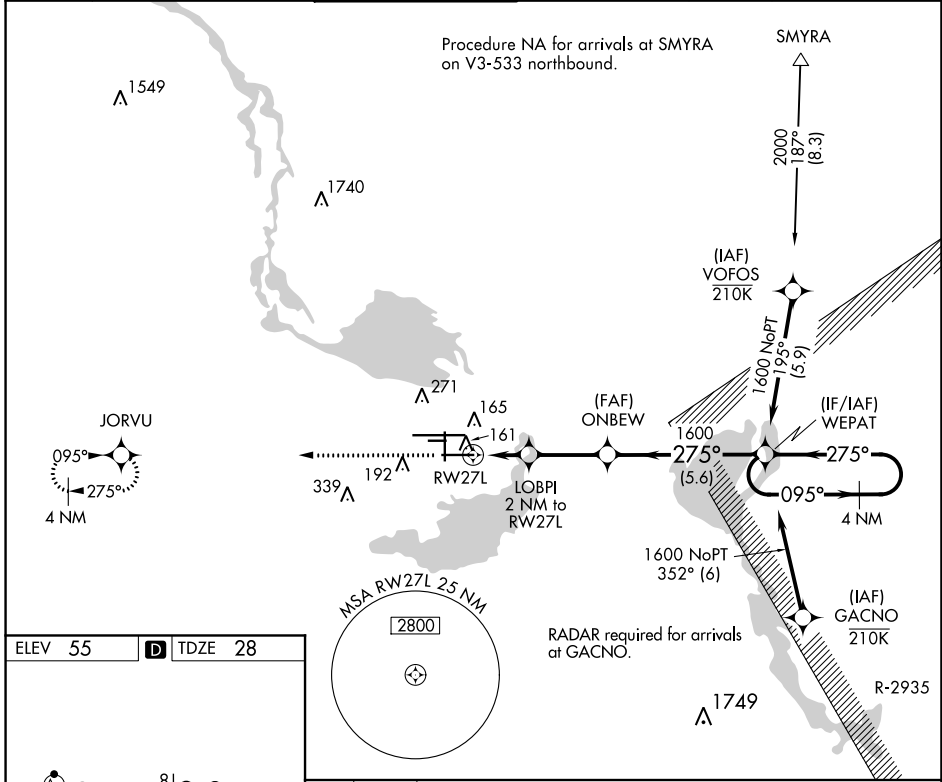 Procedure NA for arrivals at SMYRA
on V3-533 northbound.
SMYRA
1549
2000
187°
(8.3)
1740
(IAF)
VOFOS
210K
1600 NoPT
195°
(5.9)
271
165
161
(FAF)
ONBEW
(IF/IAF)
WEPAT
JORVU
095°
275°
4 NM
192
339
RW27L
LOBPI
2 NM to
RW27L
1600
275°
(5.6)
275°
095°
4 NM
1600 NoPT
352° (6)
(IAF)
GACNO
210K
MSA RW27L 25 NM
2800
RADAR required for arrivals
at GACNO.
R-2935
1749
ELEV 55 D TDZE 28
81